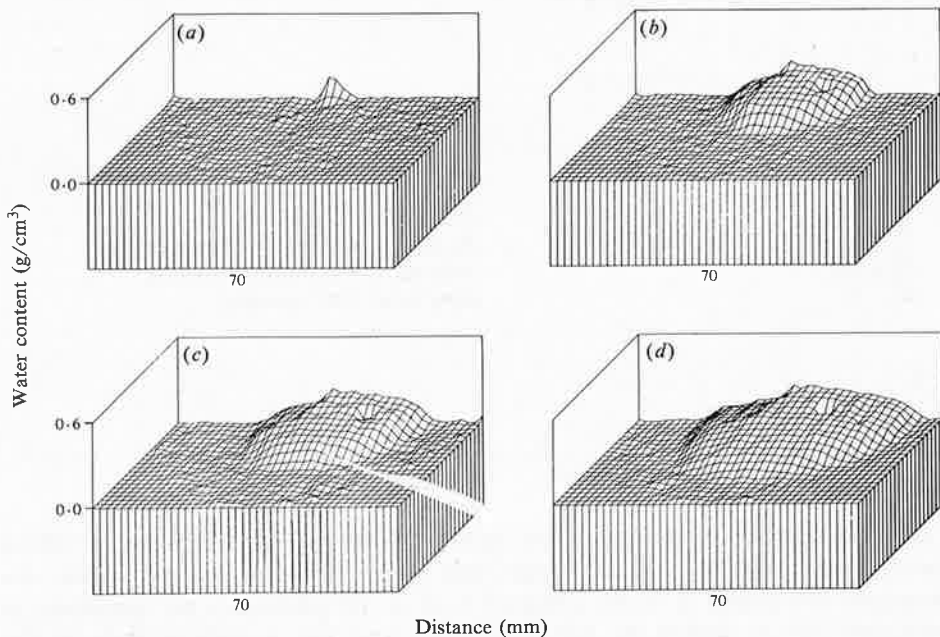 (a)
(b)
0·6
0·0
70
70
Water content (g/cm³)
(c)
(d)
0·6
0·0
70
70
Distance (mm)